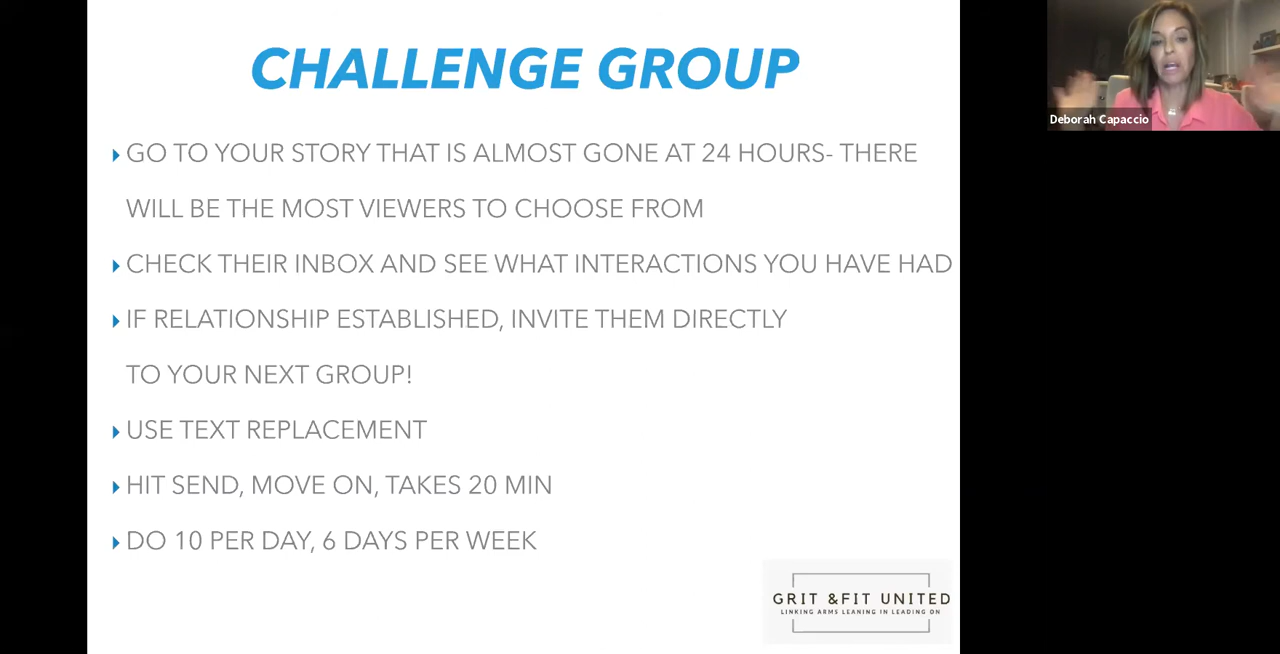 CHALLENGE GROUP
Deborah Capaccio
GO TO YOUR STORY THAT IS ALMOST GONE AT 24 HOURS- THERE
WILL BE THE MOST VIEWERS TO CHOOSE FROM
CHECK THEIR INBOX AND SEE WHAT INTERACTIONS YOU HAVE HAD
IF RELATIONSHIP ESTABLISHED, INVITE THEM DIRECTLY
TO YOUR NEXT GROUP!
USE TEXT REPLACEMENT
HIT SEND, MOVE ON, TAKES 20 MIN
DO 10 PER DAY, 6 DAYS PER WEEK
GRIT &FIT UNITED
LINKING ARMS LEANING IN LEADING ON